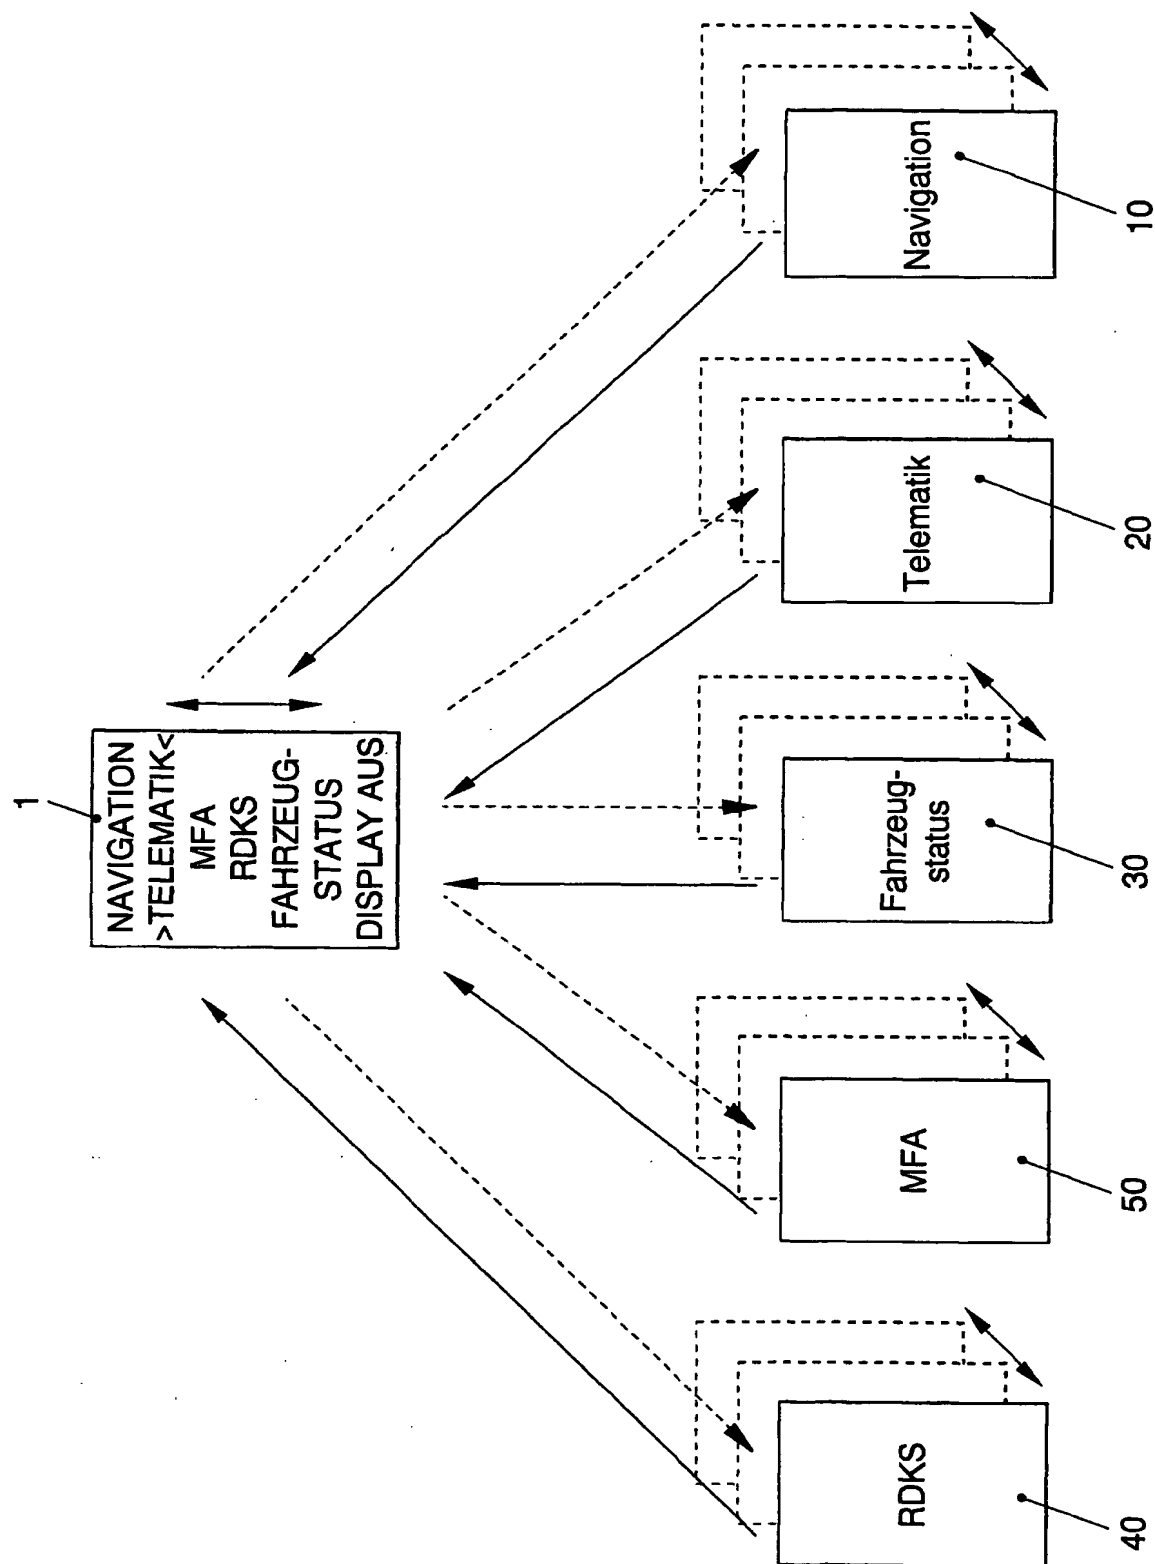 1
NAVIGATION
>TELEMATIK<
MFA
RDKS
FAHRZEUG-
STATUS
DISPLAY AUS
RDKS
MFA
Fahrzeug-
status
Telematik
Navigation
40
50
30
20
10